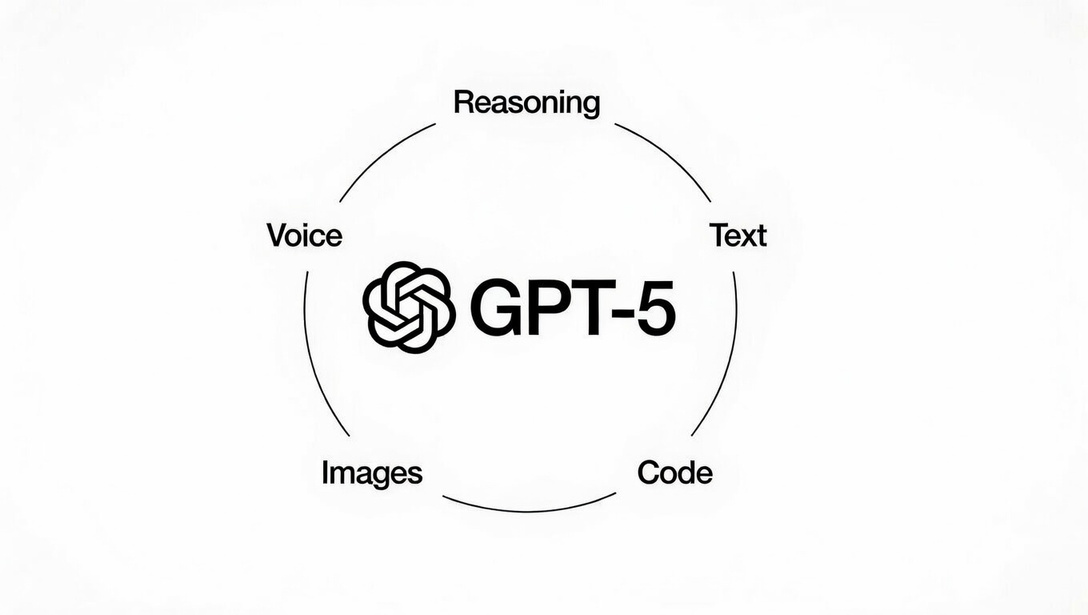 Reasoning
Voice
Text
GPT-5
Images
Code